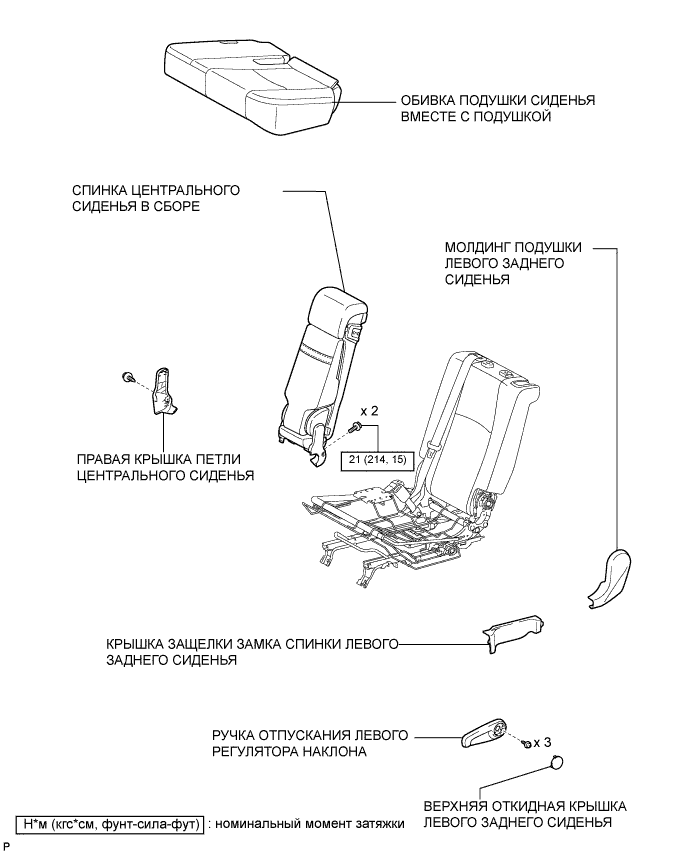 ОБИВКА ПОДУШКИ СИДЕНЬЯ
ВМЕСТЕ С ПОДУШКОЙ
СПИНКА ЦЕНТРАЛЬНОГО
СИДЕНЬЯ В СБОРЕ
МОЛДИНГ ПОДУШКИ
ЛЕВОГО ЗАДНЕГО
СИДЕНЬЯ
x 2
21 (214, 15)
ПРАВАЯ КРЫШКА ПЕТЛИ
ЦЕНТРАЛЬНОГО СИДЕНЬЯ
КРЫШКА ЗАЩЕЛКИ ЗАМКА СПИНКИ ЛЕВОГО
ЗАДНЕГО СИДЕНЬЯ
РУЧКА ОТПУСКАНИЯ ЛЕВОГО
РЕГУЛЯТОРА НАКЛОНА
x 3
ВЕРХНЯЯ ОТКИДНАЯ КРЫШКА
ЛЕВОГО ЗАДНЕГО СИДЕНЬЯ
Н*м (кгс*см, фунт-сила-фут) : номинальный момент затяжки
P